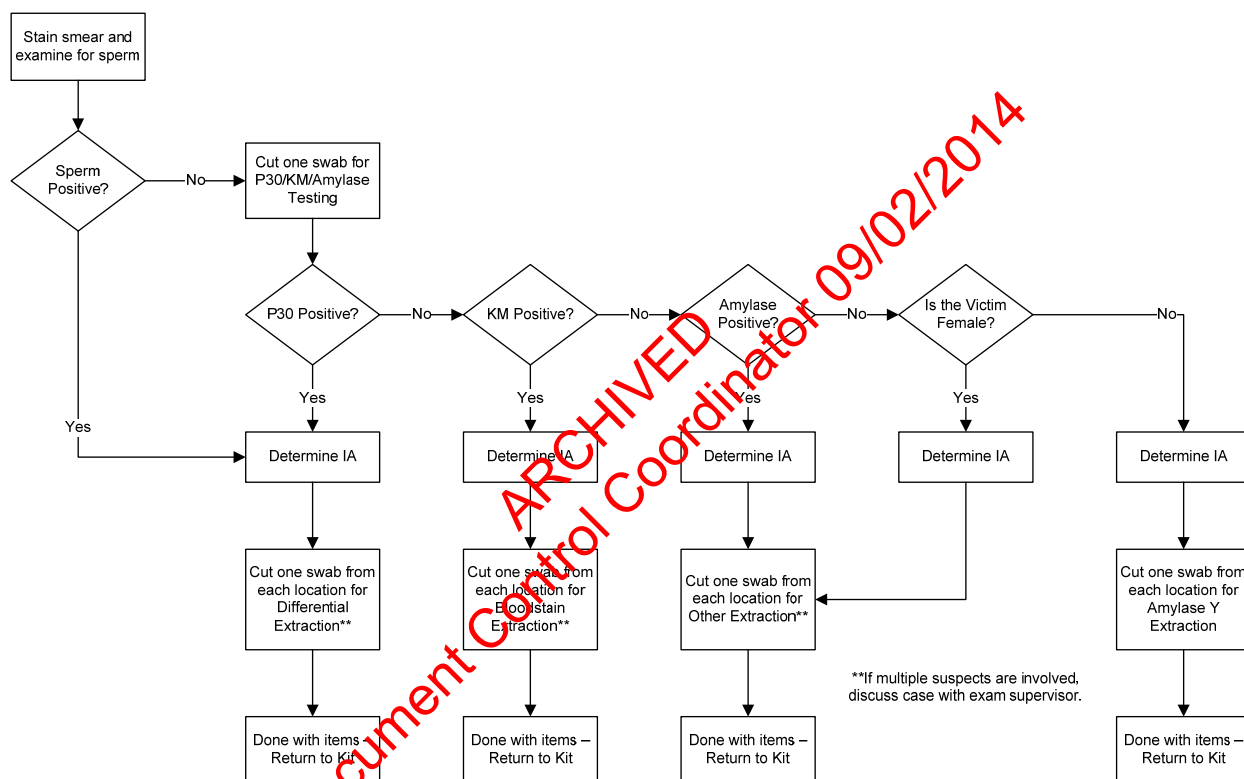 Stain smear and
examine for sperm
Sperm
Positive?
No
Cut one swab for
P30/KM/Amylase
Testing
P30 Positive?
No
KM Positive?
No
Amylase
Positive?
No
Is the Victim
Female?
No
Yes
Yes
Yes
Yes
Yes
Determine IA
Determine IA
Determine IA
Determine IA
Determine IA
Cut one swab from
each location for
Differential
Extraction**
Cut one swab from
each location for
Bloodstain
Extraction**
Cut one swab from
each location for
Other Extraction**
Cut one swab from
each location for
Amylase Y
Extraction
**If multiple suspects are involved,
discuss case with exam supervisor.
Done with items –
Return to Kit
Done with items –
Return to Kit
Done with items –
Return to Kit
Done with items –
Return to Kit
ARCHIVED
cument Control Coordinator 09/02/2014